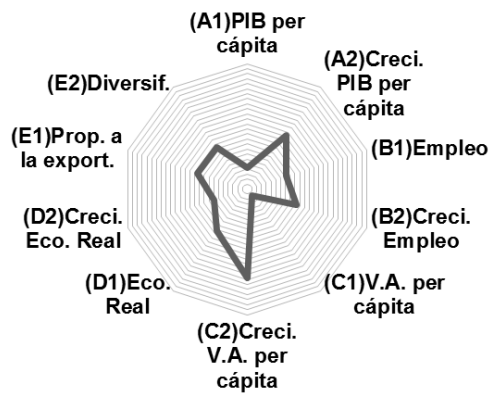 (A1)PIB per
cápita
(A2)Creci.
PIB per
cápita
(B1)Empleo
(B2)Creci.
Empleo
(C1)V.A. per
cápita
(C2)Creci.
V.A. per
cápita
(D1)Eco.
Real
(D2)Creci.
Eco. Real
(E1)Prop. a
la export.
(E2)Diversif.